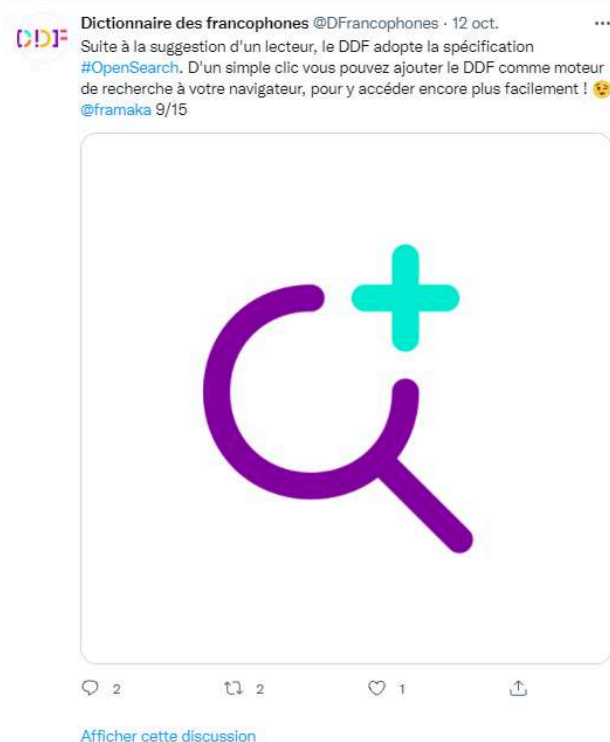 DDF
Dictionnaire des francophones @DFrancophones · 12 oct.
Suite à la suggestion d'un lecteur, le DDF adopte la spécification
#OpenSearch. D'un simple clic vous pouvez ajouter le DDF comme moteur
de recherche à votre navigateur, pour y accéder encore plus facilement ! 😉
@framaka 9/15
2 2 1
Afficher cette discussion